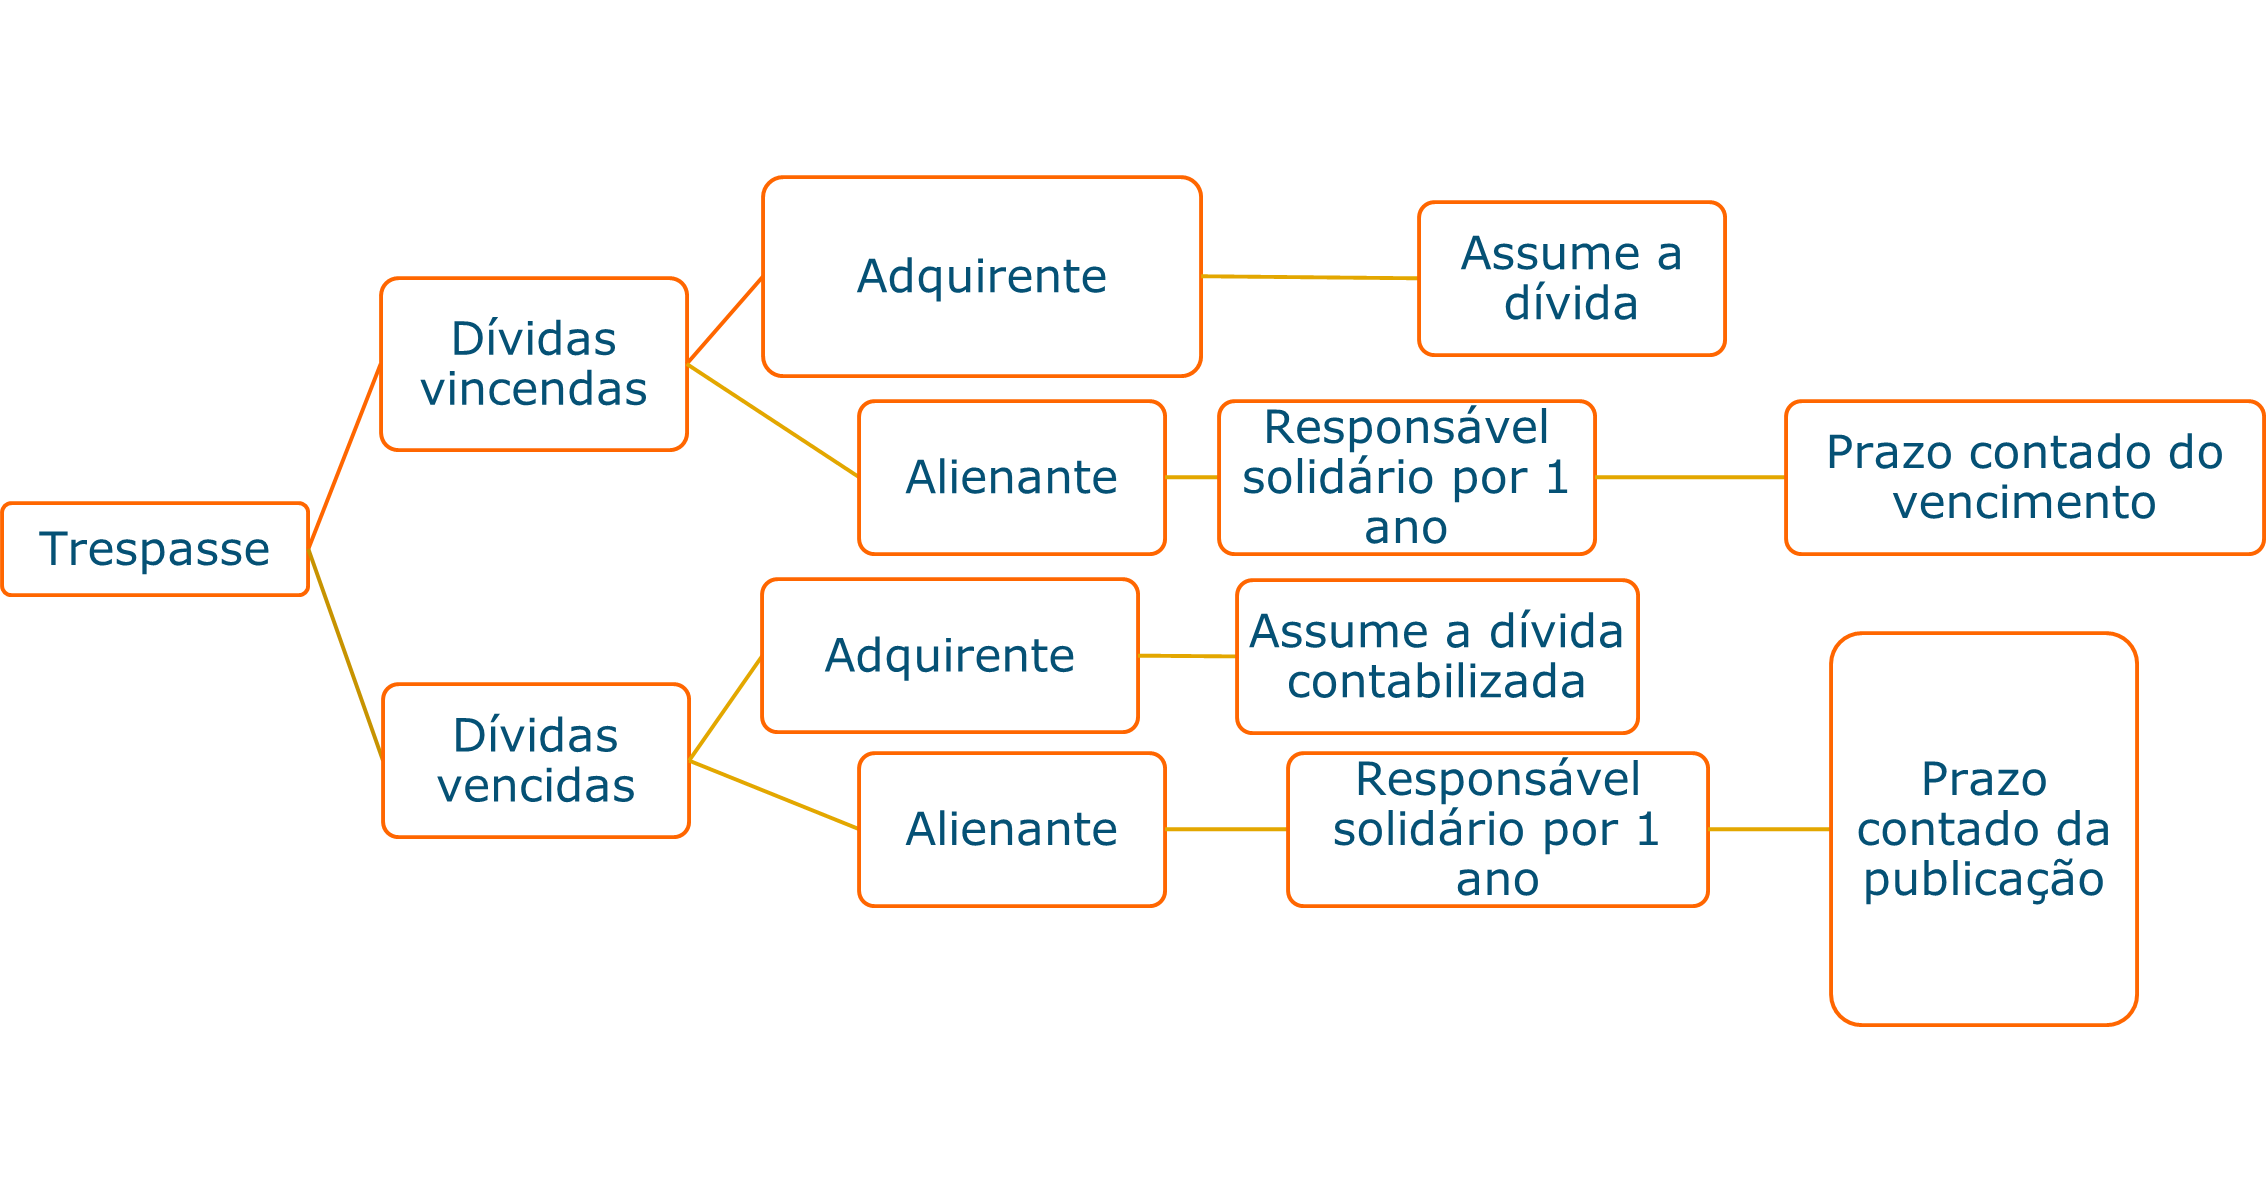 Trespasse
Dívidas
vincendas
Adquirente
Assume a
dívida
Alienante
Responsável
solidário por 1
ano
Prazo contado do
vencimento
Dívidas
vencidas
Adquirente
Assume a dívida
contabilizada
Alienante
Responsável
solidário por 1
ano
Prazo
contado da
publicação